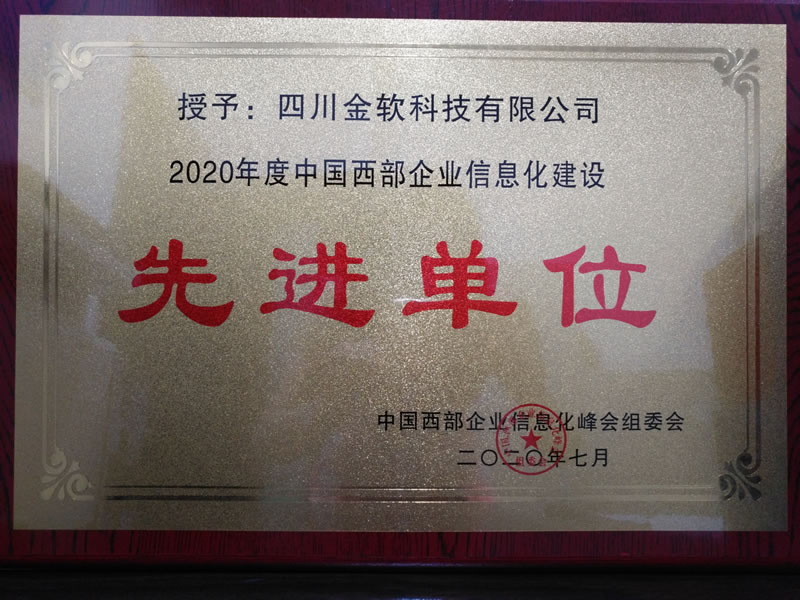 授予：四川金软科技有限公司
2020年度中国西部企业信息化建设
先进单位
中国西部企业信息化峰会组委会
二〇二〇年七月